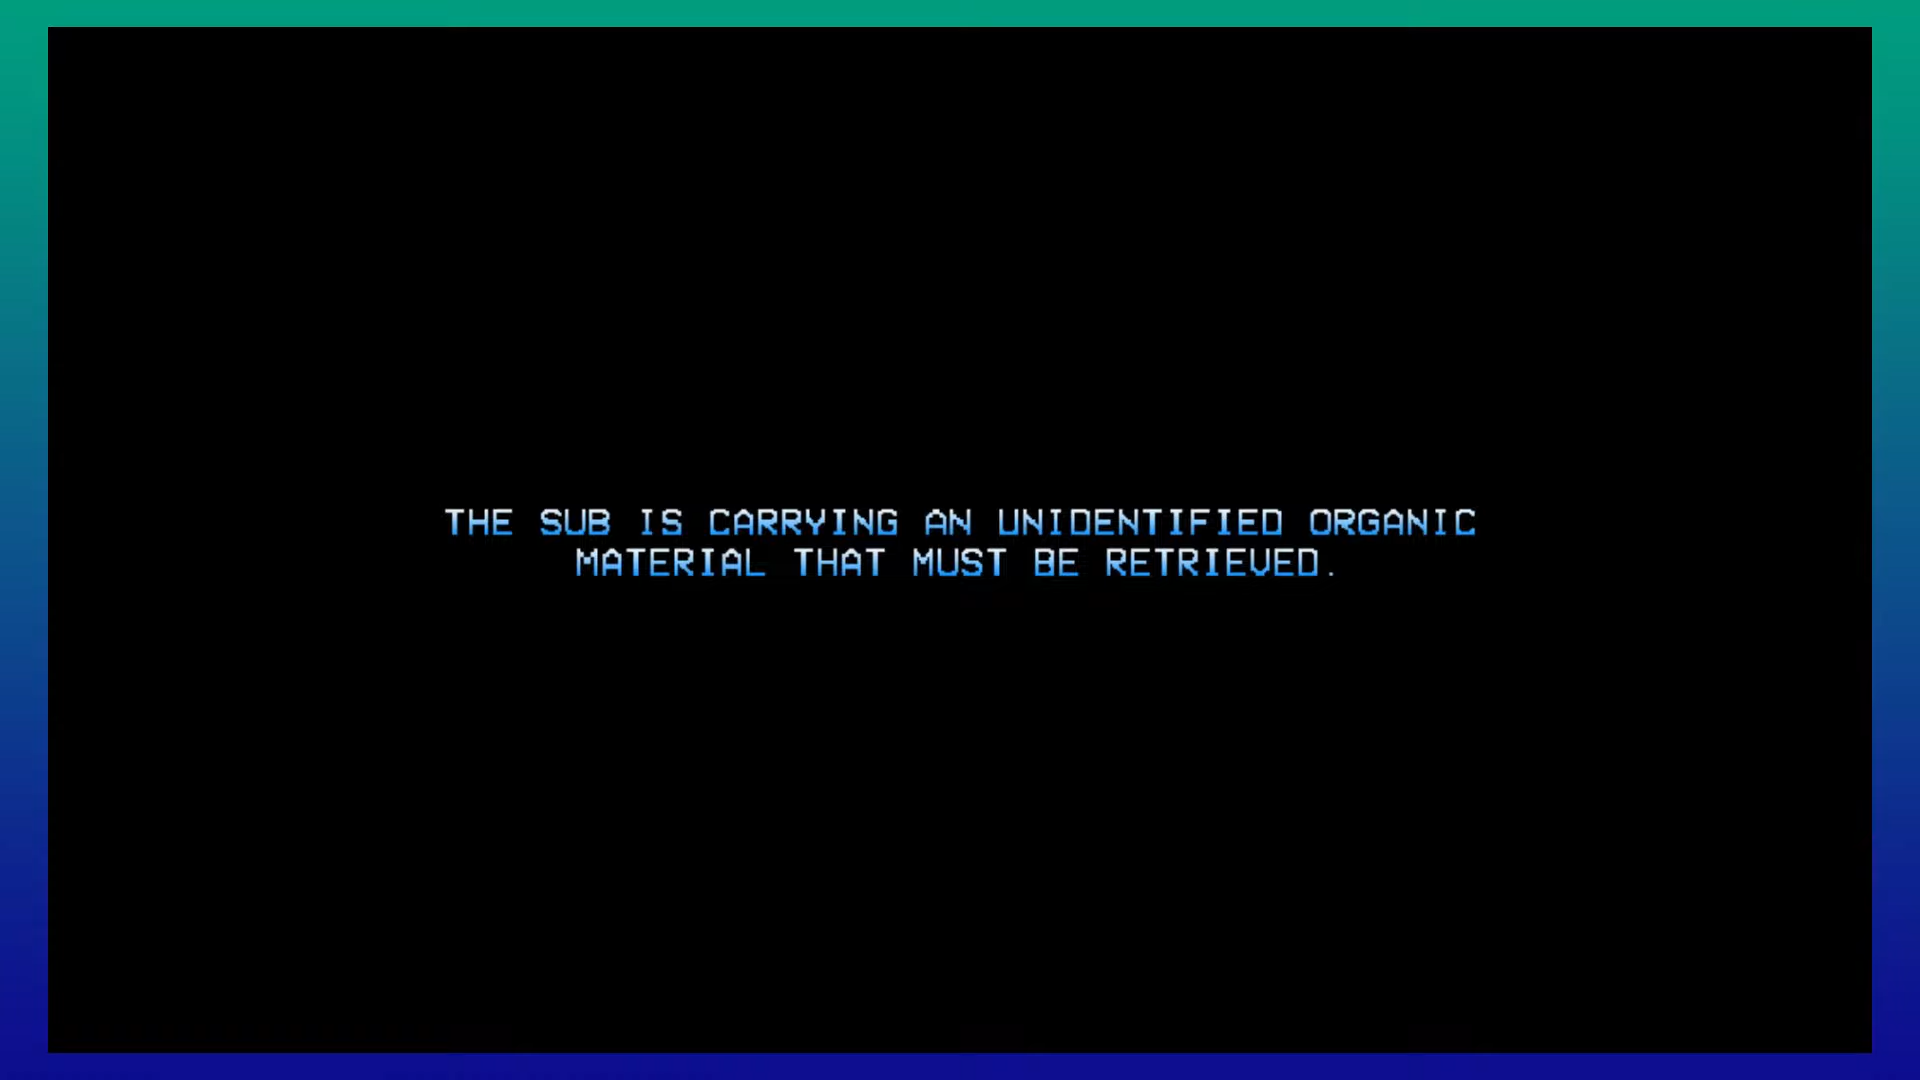 THE SUB IS CARRYING AN UNIDENTIFIED ORGANIC
MATERIAL THAT MUST BE RETRIEVED.